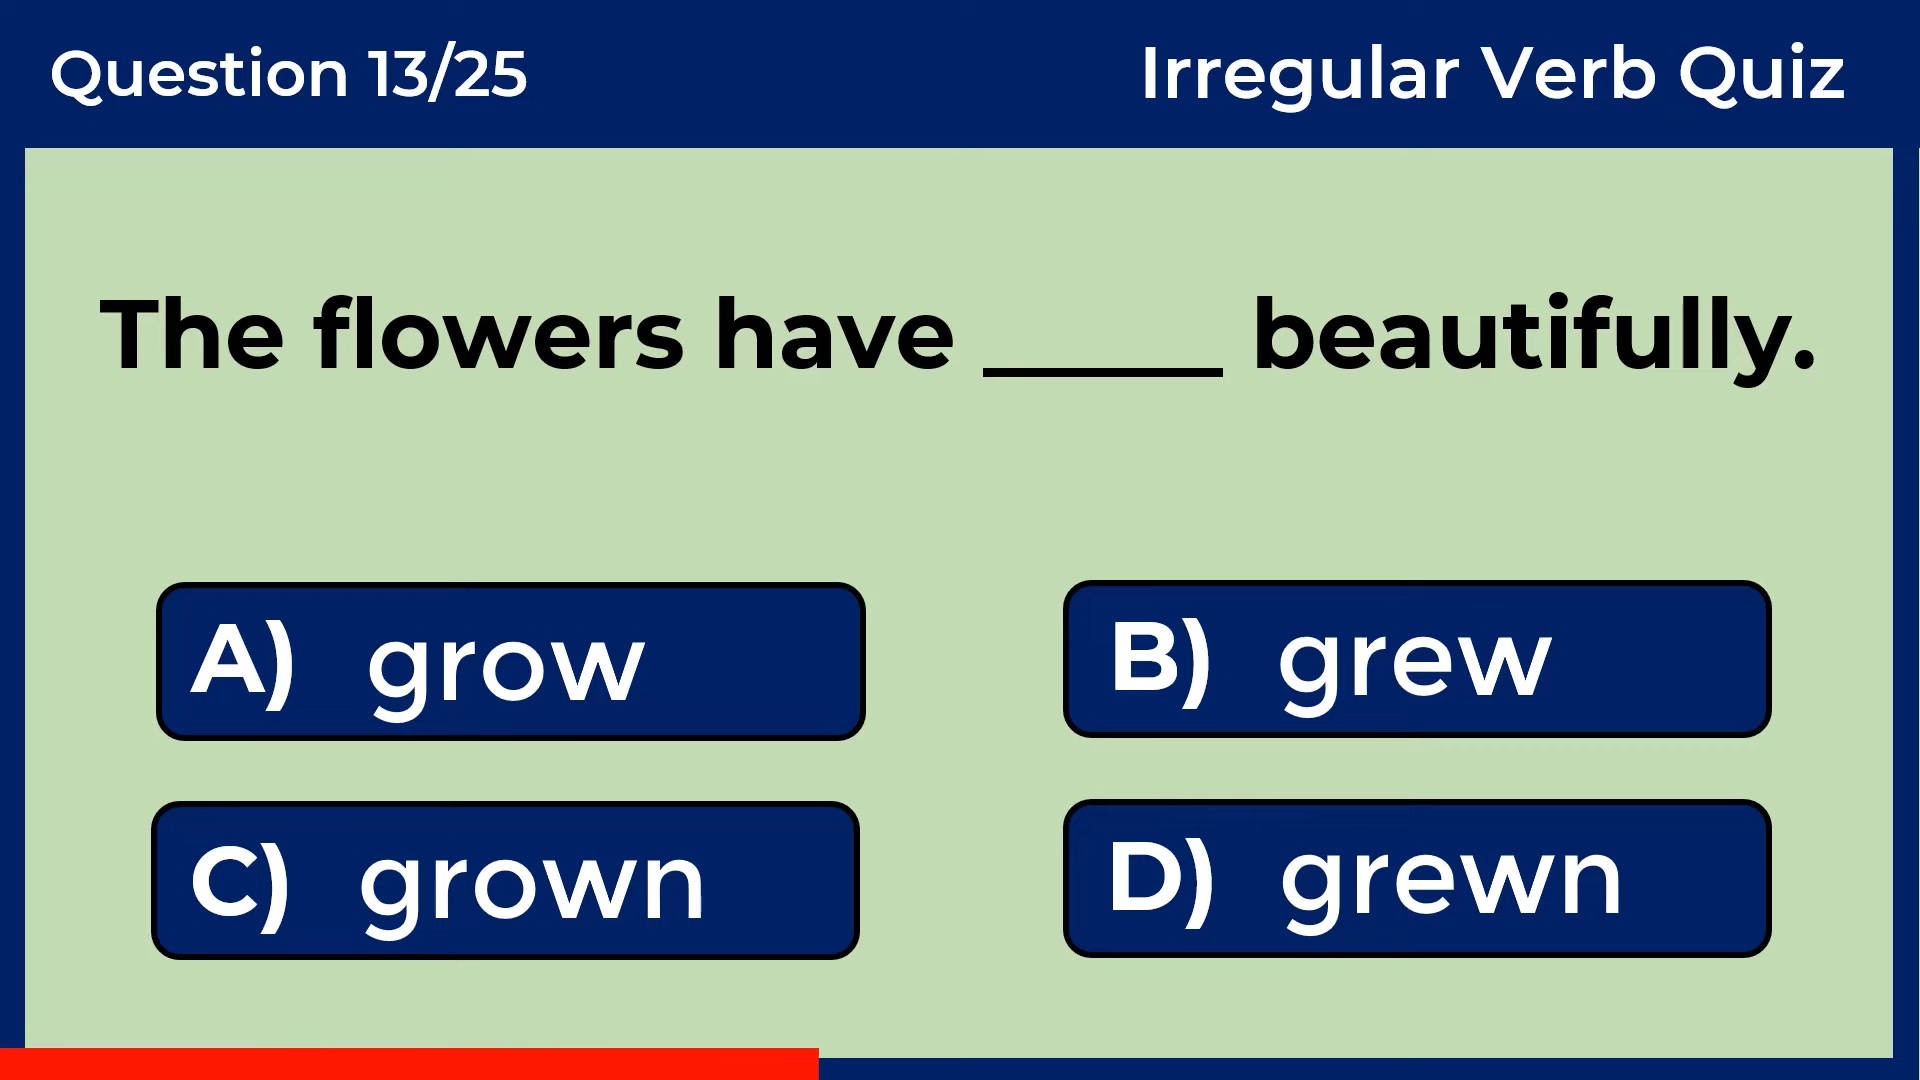 Question 13/25
Irregular Verb Quiz
The flowers have _____ beautifully.
A) grow
B) grew
C) grown
D) grewn